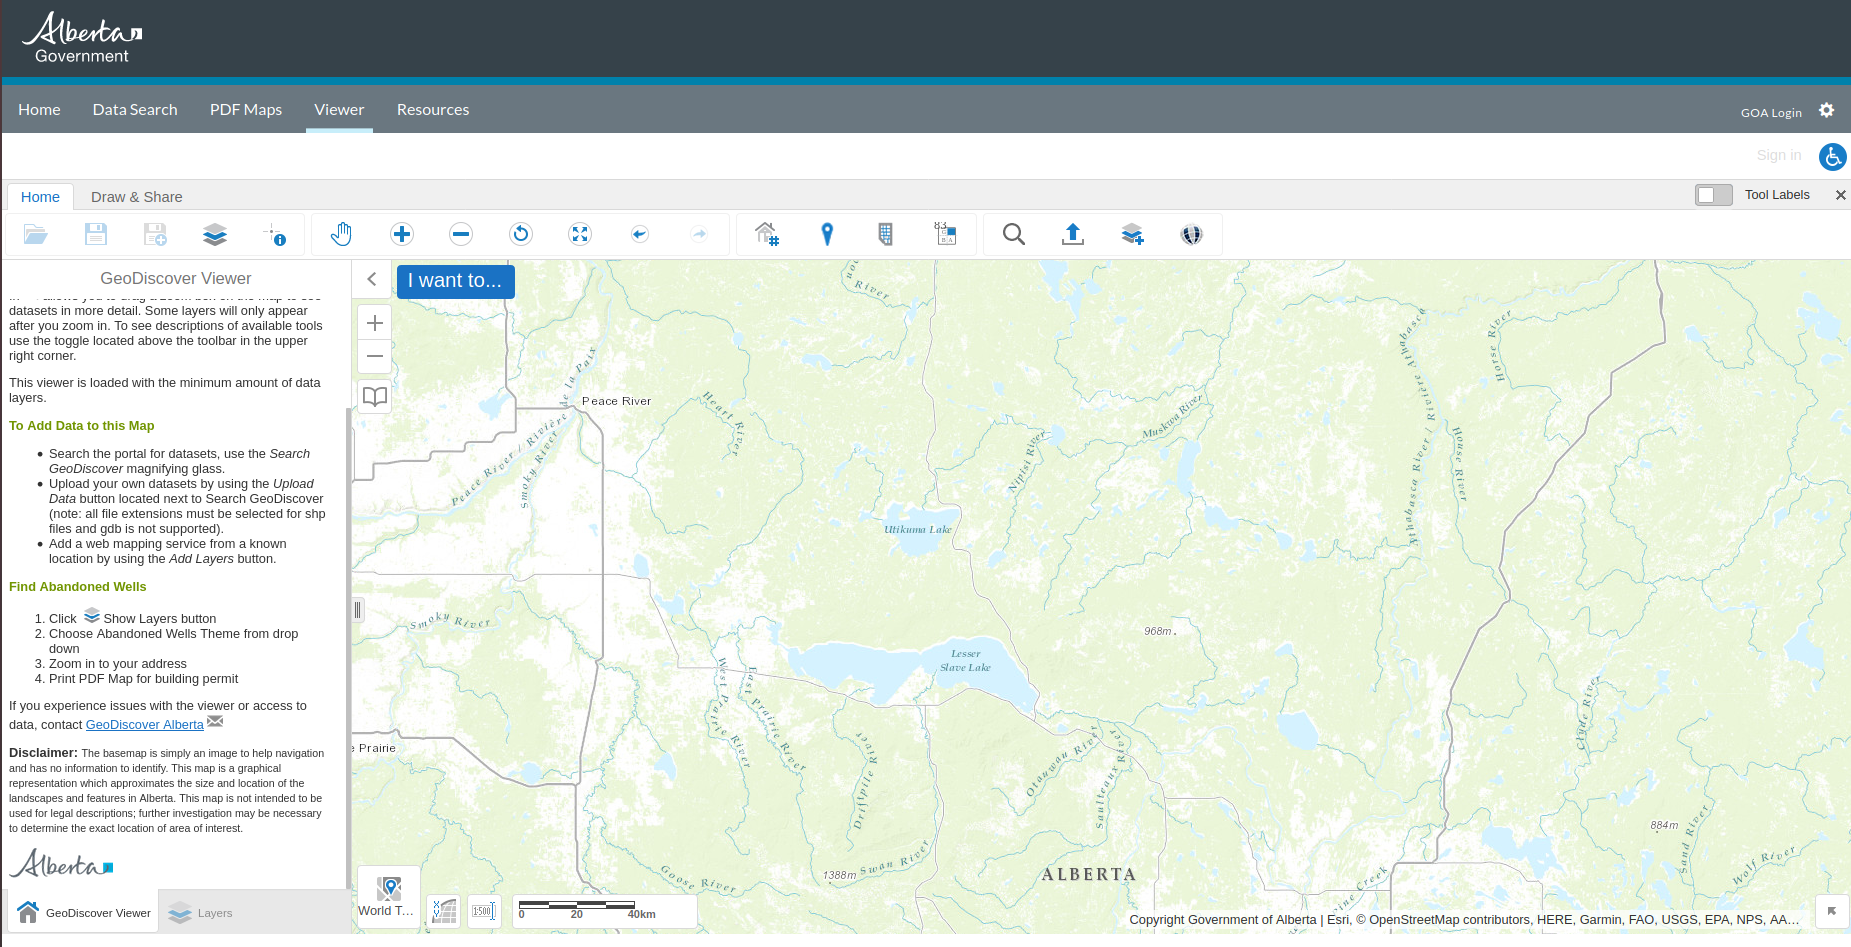 Alberta
Government
Home Data Search PDF Maps Viewer Resources
GOA Login
Sign in
Home Draw & Share
Tool Labels
83
GeoDiscover Viewer
datasets in more detail. Some layers will only appear
after you zoom in. To see descriptions of available tools
use the toggle located above the toolbar in the upper
right corner.
This viewer is loaded with the minimum amount of data
layers.
To Add Data to this Map
• Search the portal for datasets, use the Search
GeoDiscover magnifying glass.
• Upload your own datasets by using the Upload
Data button located next to Search GeoDiscover
(note: all file extensions must be selected for shp
files and gdb is not supported).
• Add a web mapping service from a known
location by using the Add Layers button.
Find Abandoned Wells
1. Click Show Layers button
2. Choose Abandoned Wells Theme from drop
down
3. Zoom in to your address
4. Print PDF Map for building permit
If you experience issues with the viewer or access to
data, contact GeoDiscover Alberta
Disclaimer: The basemap is simply an image to help navigation
and has no information to identify. This map is a graphical
representation which approximates the size and location of the
landscapes and features in Alberta. This map is not intended to be
used for legal descriptions; further investigation may be necessary
to determine the exact location of area of interest.
Alberta
GeoDiscover Viewer
Layers
I want to...
River
Peace River
Peace River / Rivière de la Paix
Smoky River
Heart River
Nipisi River
Muskwa River
Athabasca River / Rivière Athabasca
Horse River
House River
Utikuma Lake
Smoky River
968m
Lesser
Slave Lake
West Prairie River
East Prairie River
Driftpile River
Otauwau River
Saulteaux River
Clyde River
e Prairie
884m
Sand River
Wolf River
1388m
Swan River
Goose River
ALBERTA
Pine Creek
World T...
1:500
0 20 40km
Copyright Government of Alberta | Esri, © OpenStreetMap contributors, HERE, Garmin, FAO, USGS, EPA, NPS, AA...